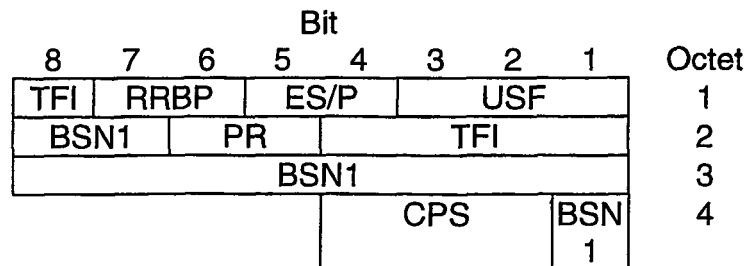 Bit
8 7 6 5 4 3 2 1 Octet
TFI RRBP ES/P USF 1
BSN1 PR TFI 2
BSN1 3
CPS BSN 4
1